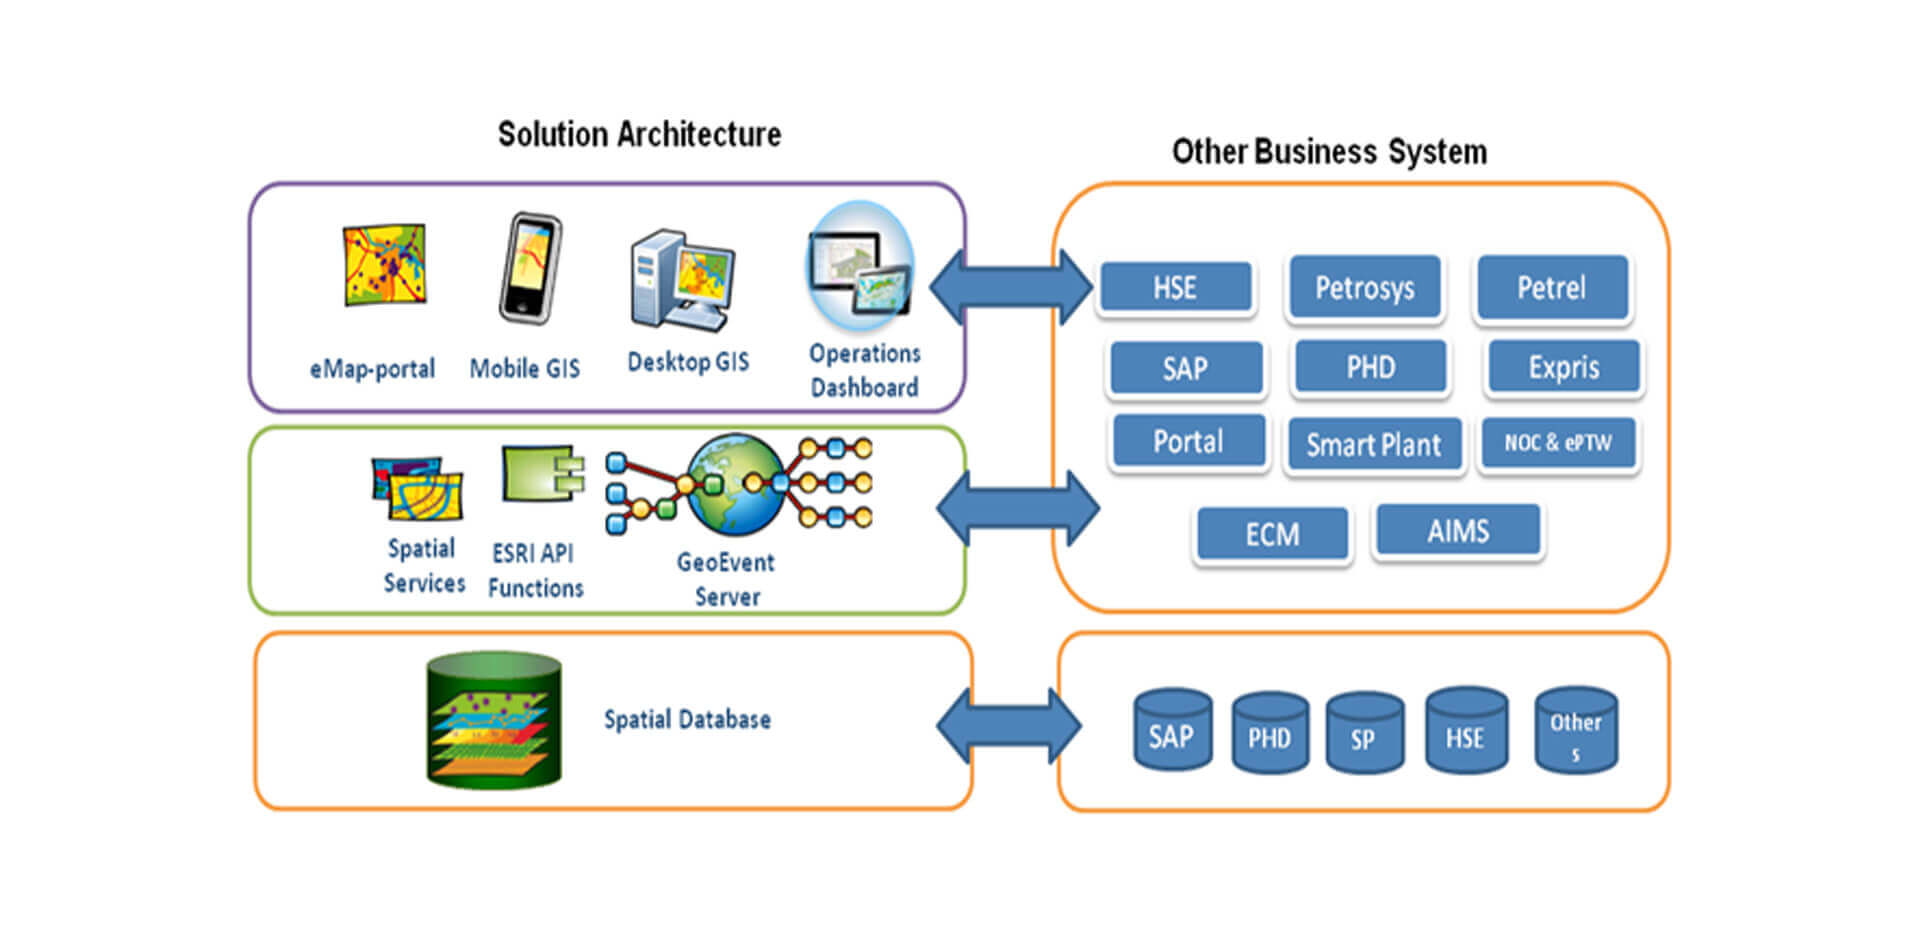 Solution Architecture
Other Business System
eMap-portal
Mobile GIS
Desktop GIS
Operations
Dashboard
HSE
Petrosys
Petrel
SAP
PHD
Expris
Portal
Smart Plant
NOC & ePTW
ECM
AIMS
Spatial
Services
ESRI API
Functions
GeoEvent
Server
Spatial Database
SAP
PHD
SP
HSE
Other
s